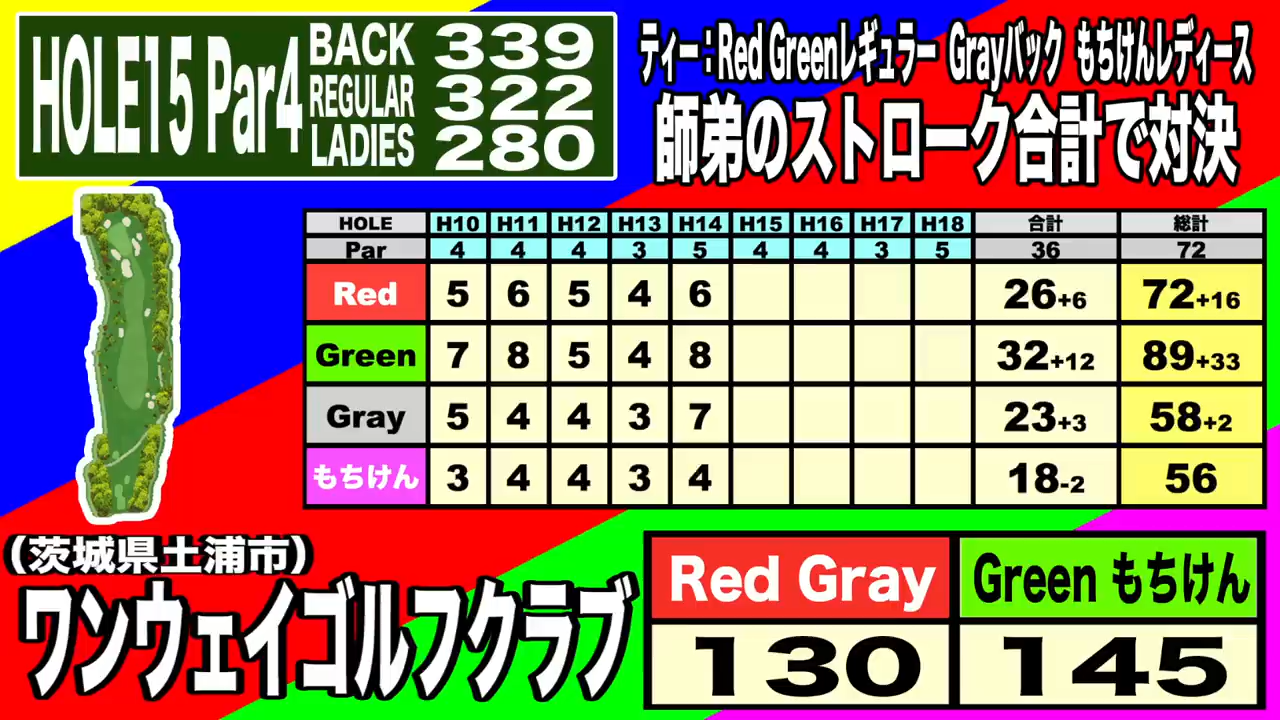 HOLE15 Par4
BACK 339
REGULAR 322
LADIES 280
ティー：Red Greenレギュラー Grayバック もちけんレディース
師弟のストローク合計で対決
HOLE H10 H11 H12 H13 H14 H15 H16 H17 H18 合計 総計
Par 4 4 4 3 5 4 4 3 5 36 72
Red 5 6 5 4 6 26+6 72+16
Green 7 8 5 4 8 32+12 89+33
Gray 5 4 4 3 7 23+3 58+2
もちけん 3 4 4 3 4 18-2 56
（茨城県土浦市）
ワンウェイゴルフクラブ
Red Gray Green もちけん
130 145